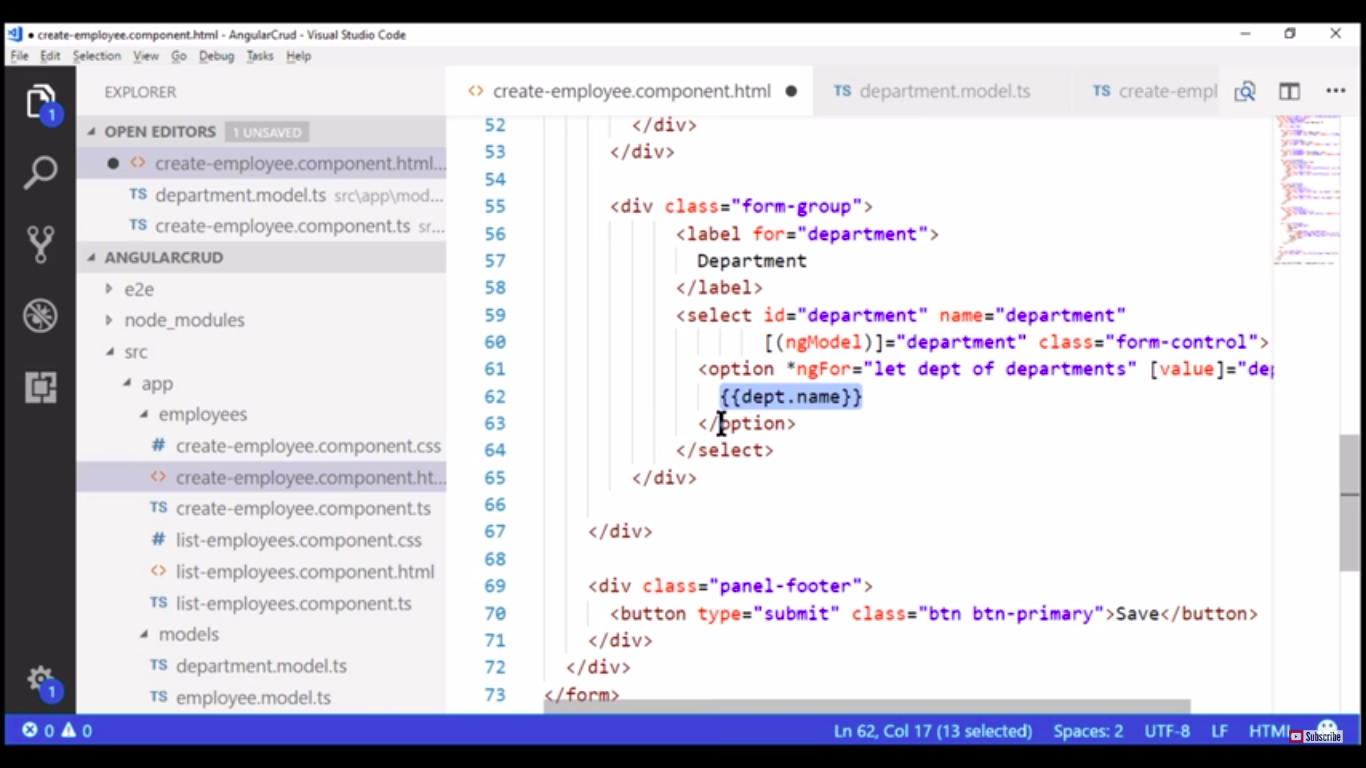 create-employee.component.html - AngularCrud - Visual Studio Code
File Edit Selection View Go Debug Tasks Help
EXPLORER
OPEN EDITORS 1 UNSAVED
create-employee.component.html...
TS department.model.ts src\app\mod...
TS create-employee.component.ts sr...
ANGULARCRUD
e2e
node_modules
src
app
employees
# create-employee.component.css
<> create-employee.component.ht...
TS create-employee.component.ts
# list-employees.component.css
<> list-employees.component.html
TS list-employees.component.ts
models
TS department.model.ts
TS employee.model.ts
1
1
<> create-employee.component.html TS department.model.ts TS create-empl ...
52 </div>
53 </div>
54
55 <div class="form-group">
56 <label for="department">
57 Department
58 </label>
59 <select id="department" name="department"
60 [(ngModel)]="department" class="form-control">
61 <option *ngFor="let dept of departments" [value]="dep
62 {{dept.name}}
63 </option>
64 </select>
65 </div>
66
67 </div>
68
69 <div class="panel-footer">
70 <button type="submit" class="btn btn-primary">Save</button>
71 </div>
72 </div>
73 </form>
0 0 Ln 62, Col 17 (13 selected) Spaces: 2 UTF-8 LF HTML
Subscribe